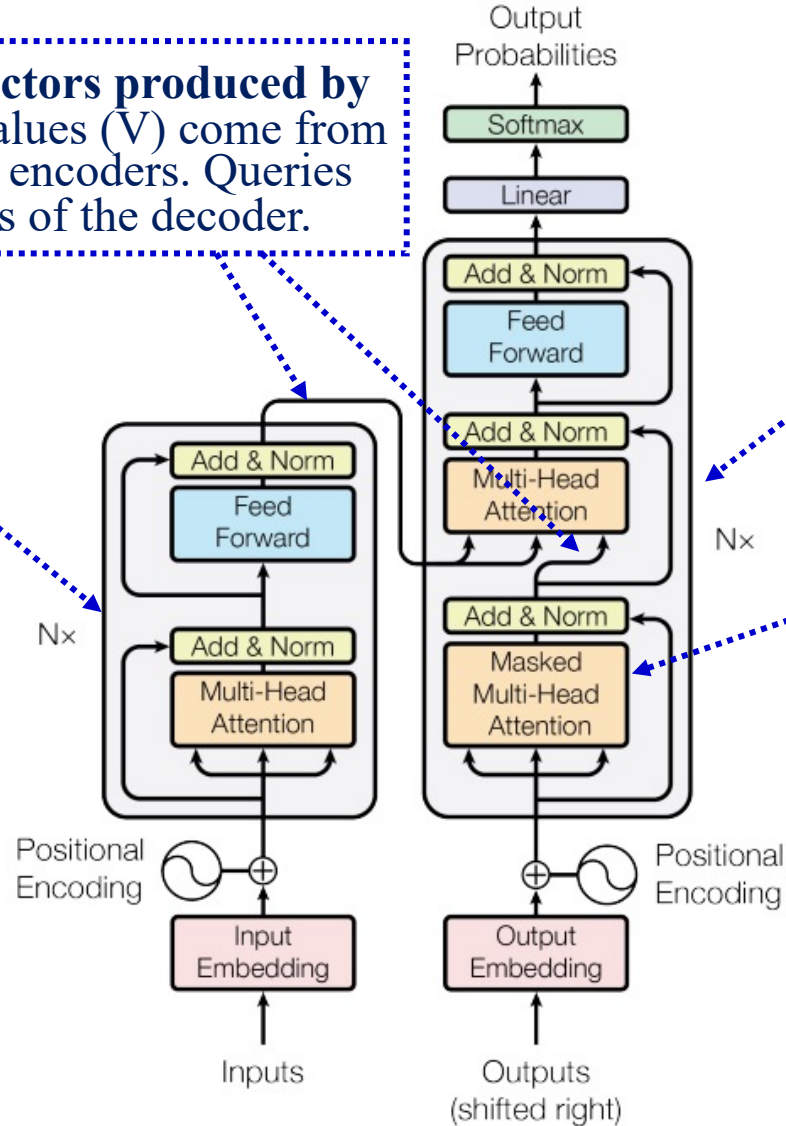 Output
Probabilities
ctors produced by
alues (V) come from
encoders. Queries
s of the decoder.
Softmax
Linear
Add & Norm
Feed
Forward
Add & Norm
Multi-Head
Attention
Nx
Add & Norm
Masked
Multi-Head
Attention
Add & Norm
Feed
Forward
Nx
Add & Norm
Multi-Head
Attention
Positional
Encoding
Positional
Encoding
Input
Embedding
Output
Embedding
Inputs
Outputs
(shifted right)